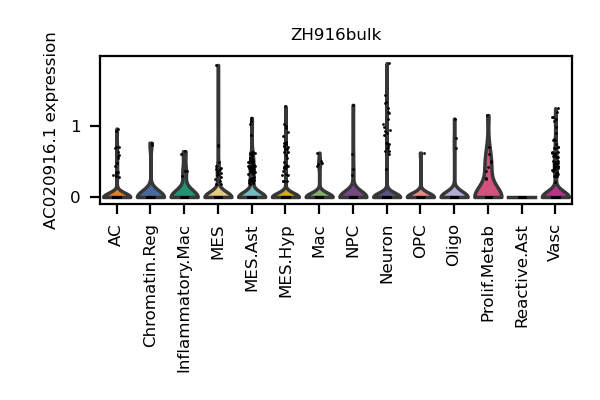 ZH916bulk
AC020916.1 expression
1
0
AC
Chromatin.Reg
Inflammatory.Mac
MES
MES.Ast
MES.Hyp
Mac
NPC
Neuron
OPC
Oligo
Prolif.Metab
Reactive.Ast
Vasc